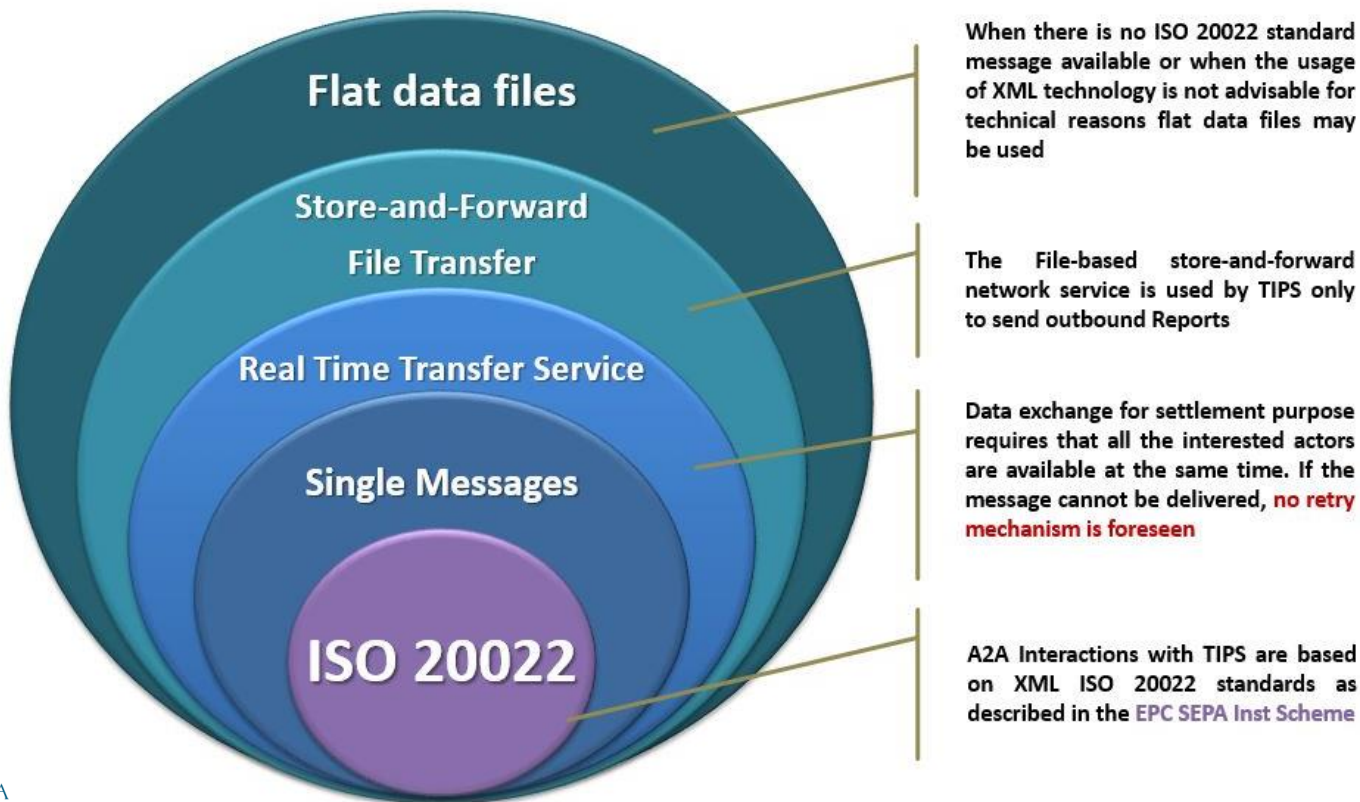 Flat data files
Store-and-Forward
File Transfer
Real Time Transfer Service
Single Messages
ISO 20022
When there is no ISO 20022 standard
message available or when the usage
of XML technology is not advisable for
technical reasons flat data files may
be used
The File-based store-and-forward
network service is used by TIPS only
to send outbound Reports
Data exchange for settlement purpose
requires that all the interested actors
are available at the same time. If the
message cannot be delivered, no retry
mechanism is foreseen
A2A Interactions with TIPS are based
on XML ISO 20022 standards as
described in the EPC SEPA Inst Scheme
A